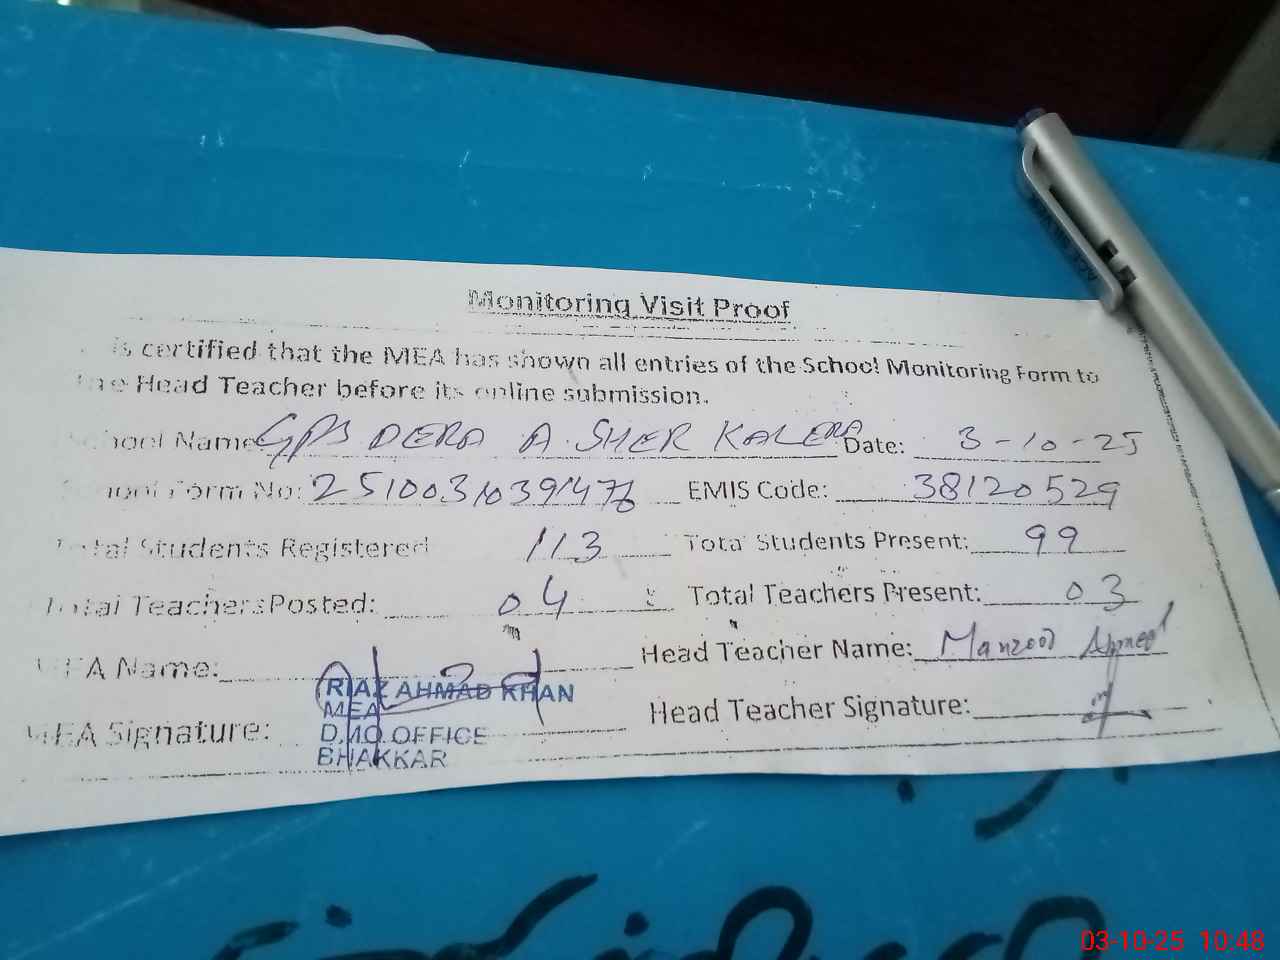 Monitoring Visit Proof
is certified that the MEA has shown all entries of the School Monitoring Form to
the Head Teacher before its online submission.
School Name: GPS DERA A. SHER KALERA Date: 3-10-25
School Form No: EMIS Code: 38120529
Total Students Registered 113 Total Students Present: 99
Total Teachers Posted: 04 Total Teachers Present: 03
MEA Name: Head Teacher Name: Manzoor Ahmed
RIAZ AHMAD KHAN
MEA
MEA Signature: Head Teacher Signature:
D.M.O. OFFICE
BHAKKAR
03-10-25 10:48